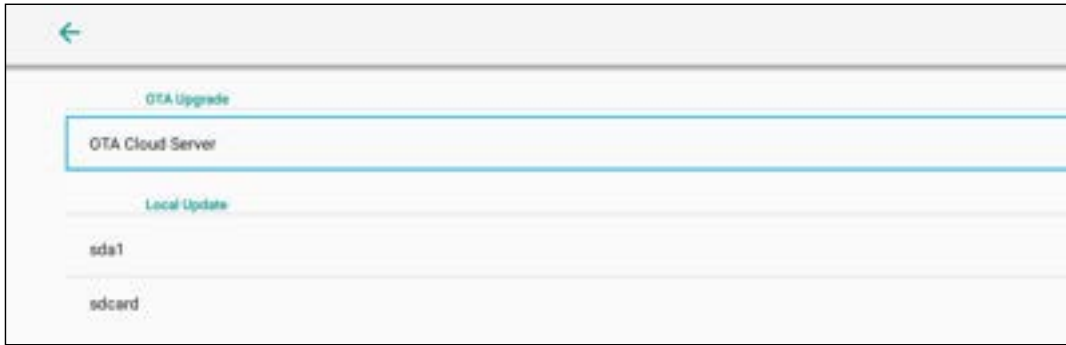 OTA Upgrade
OTA Cloud Server
Local Update
sda1
sdcard